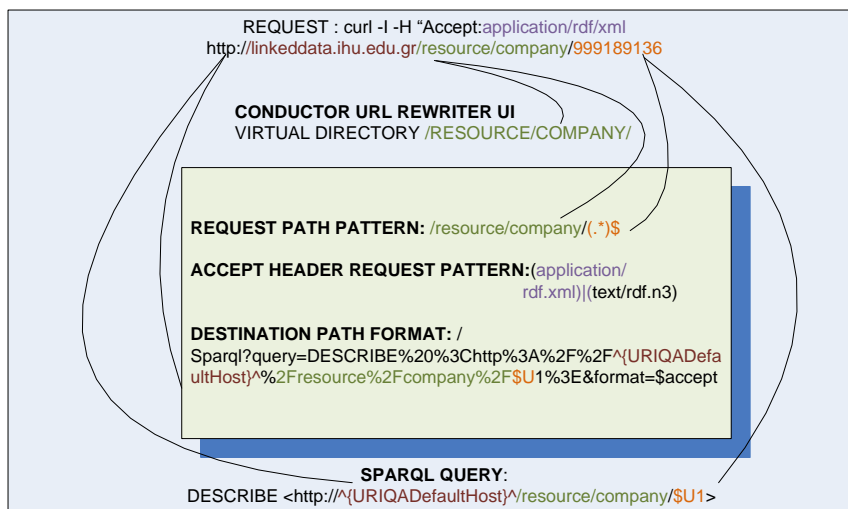 REQUEST : curl -I -H “Accept:application/rdf/xml
http://linkeddata.ihu.edu.gr/resource/company/999189136
CONDUCTOR URL REWRITER UI
VIRTUAL DIRECTORY /RESOURCE/COMPANY/
REQUEST PATH PATTERN: /resource/company/(.*)$
ACCEPT HEADER REQUEST PATTERN:(application/
rdf.xml)|(text/rdf.n3)
DESTINATION PATH FORMAT: /
Sparql?query=DESCRIBE%20%3Chttp%3A%2F%2F^{URIQADefa
ultHost}^%2Fresource%2Fcompany%2F$U1%3E&format=$accept
SPARQL QUERY:
DESCRIBE <http://^{URIQADefaultHost}^/resource/company/$U1>